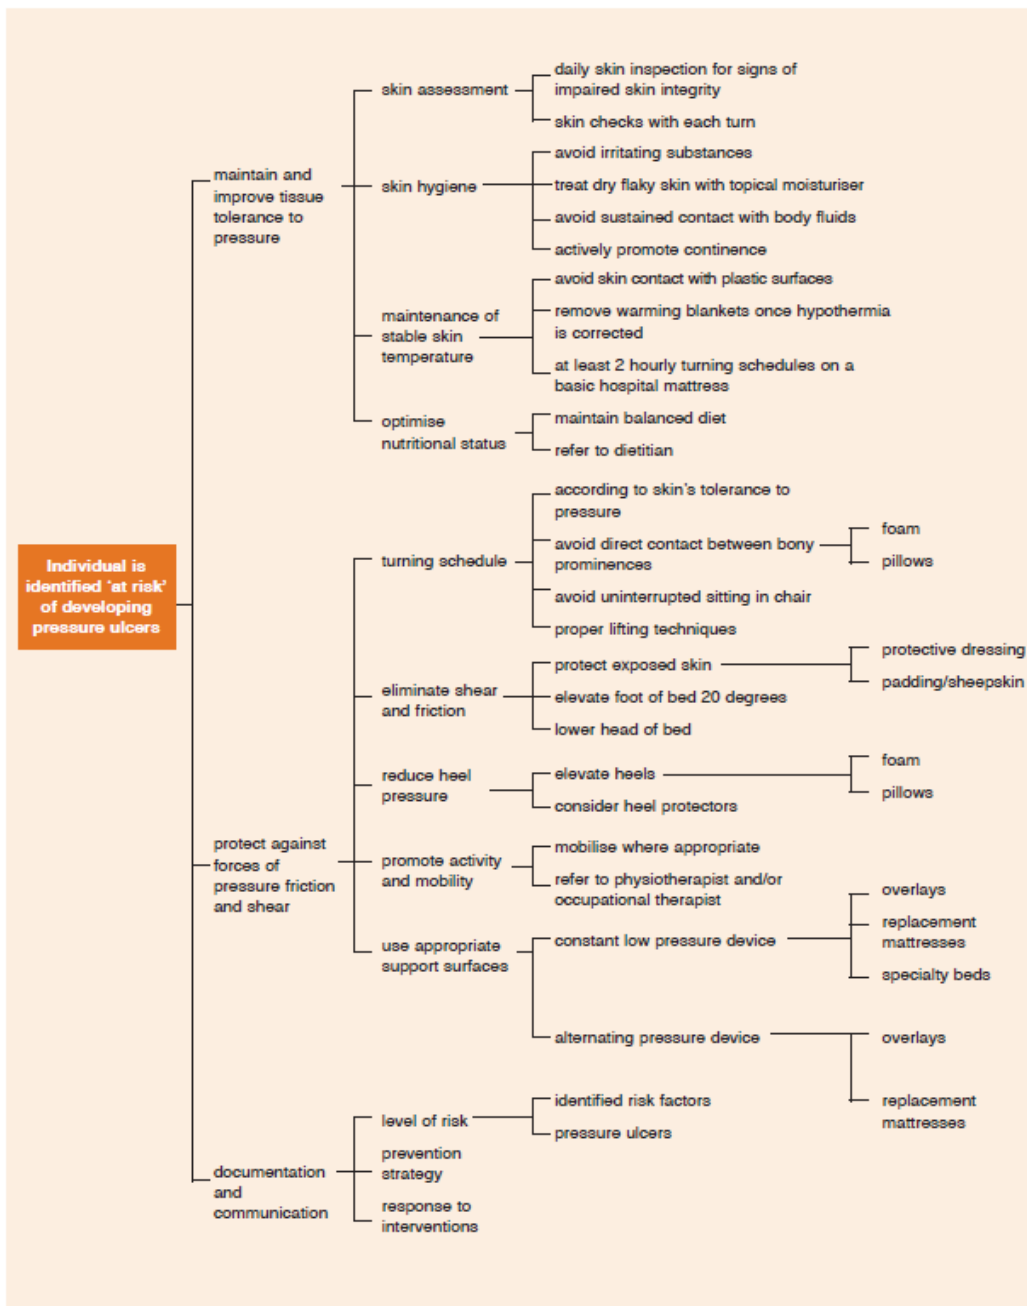 Individual is
identified 'at risk'
of developing
pressure ulcers
maintain and
improve tissue
tolerance to
pressure
skin assessment
daily skin inspection for signs of
impaired skin integrity
skin checks with each turn
skin hygiene
avoid irritating substances
treat dry flaky skin with topical moisturiser
avoid sustained contact with body fluids
actively promote continence
maintenance of
stable skin
temperature
avoid skin contact with plastic surfaces
remove warming blankets once hypothermia
is corrected
at least 2 hourly turning schedules on a
basic hospital mattress
optimise
nutritional status
maintain balanced diet
refer to dietitian
protect against
forces of
pressure friction
and shear
turning schedule
according to skin's tolerance to
pressure
avoid direct contact between bony
prominences
foam
pillows
avoid uninterrupted sitting in chair
proper lifting techniques
eliminate shear
and friction
protect exposed skin
protective dressing
padding/sheepskin
elevate foot of bed 20 degrees
lower head of bed
reduce heel
pressure
elevate heels
foam
pillows
consider heel protectors
promote activity
and mobility
mobilise where appropriate
refer to physiotherapist and/or
occupational therapist
use appropriate
support surfaces
constant low pressure device
overlays
replacement
mattresses
specialty beds
alternating pressure device
overlays
replacement
mattresses
documentation
and
communication
level of risk
identified risk factors
pressure ulcers
prevention
strategy
response to
interventions